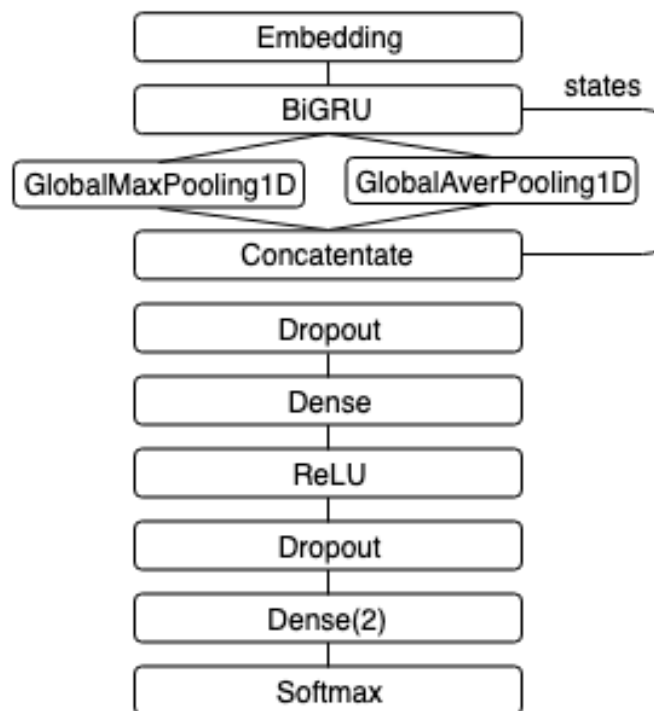 Embedding
states
BiGRU
GlobalMaxPooling1D
GlobalAverPooling1D
Concatentate
Dropout
Dense
ReLU
Dropout
Dense(2)
Softmax